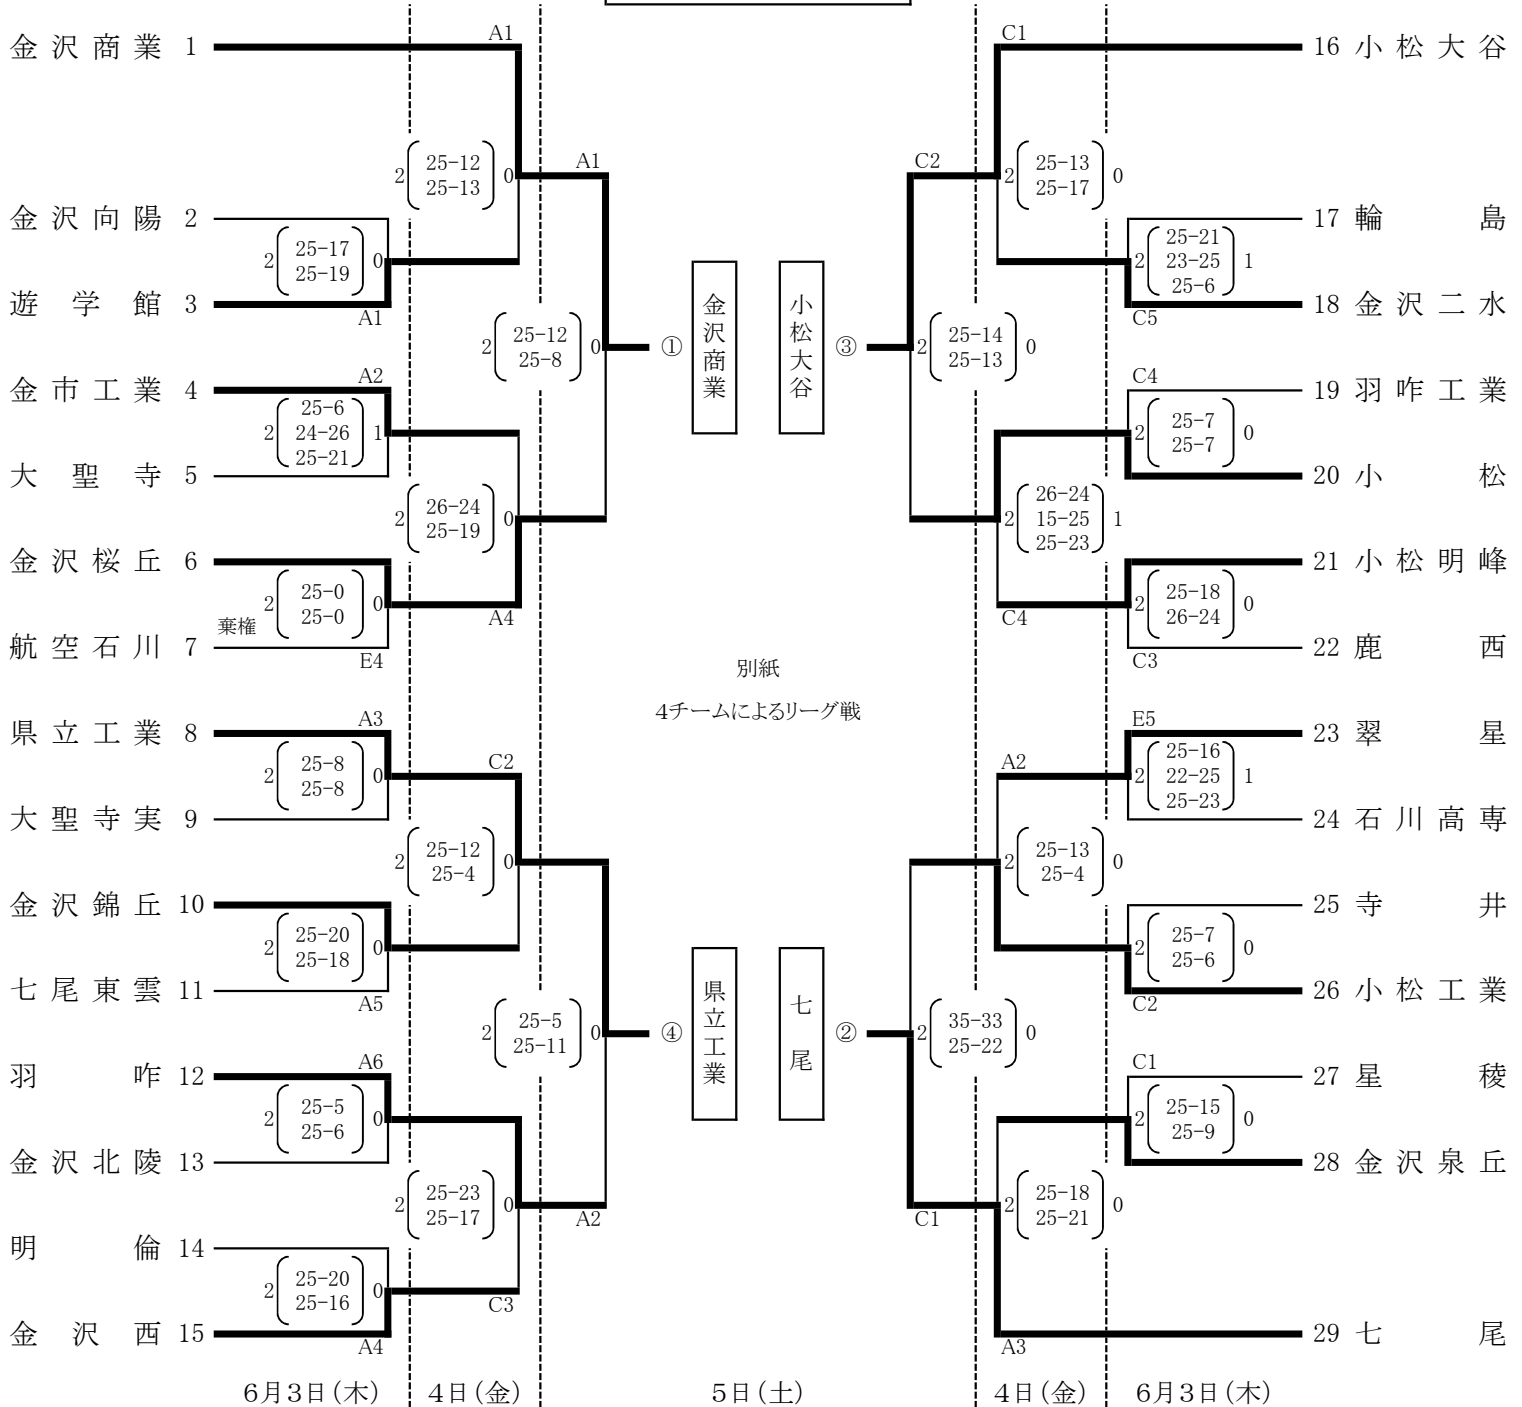 金沢商業 1
A1
2 25-12 0
25-13
A1
金沢向陽 2
2 25-17 0
25-19
遊学館 3
A1
2 25-12 0
25-8
① 金沢商業
金市工業 4
A2
25-6
2 24-26 1
25-21
大聖寺 5
2 26-24 0
25-19
金沢桜丘 6
2 25-0 0
25-0
A4
棄権
航空石川 7
E4
県立工業 8
A3
2 25-8 0
25-8
C2
大聖寺実 9
2 25-12 0
25-4
金沢錦丘 10
2 25-20 0
25-18
七尾東雲 11
A5
2 25-5 0
25-11
④ 県立工業
羽咋 12
A6
2 25-5 0
25-6
金沢北陵 13
2 25-23 0
25-17
A2
明倫 14
2 25-20 0
25-16
C3
金沢西 15
A4
別紙
4チームによるリーグ戦
C1
16 小松大谷
C2
2 25-13 0
25-17
17 輪島
25-21
2 23-25 1
25-6
18 金沢二水
C5
小松大谷 ③
2 25-14 0
25-13
C4
19 羽咋工業
2 25-7 0
25-7
20 小松
26-24
2 15-25 1
25-23
21 小松明峰
2 25-18 0
26-24
C4
22 鹿西
C3
E5
23 翠星
25-16
2 22-25 1
25-23
A2
24 石川高専
2 25-13 0
25-4
25 寺井
2 25-7 0
25-6
26 小松工業
C2
七尾 ②
2 35-33 0
25-22
C1
27 星稜
2 25-15 0
25-9
28 金沢泉丘
2 25-18 0
25-21
C1
29 七尾
A3
6月3日(木) 4日(金) 5日(土) 4日(金) 6月3日(木)